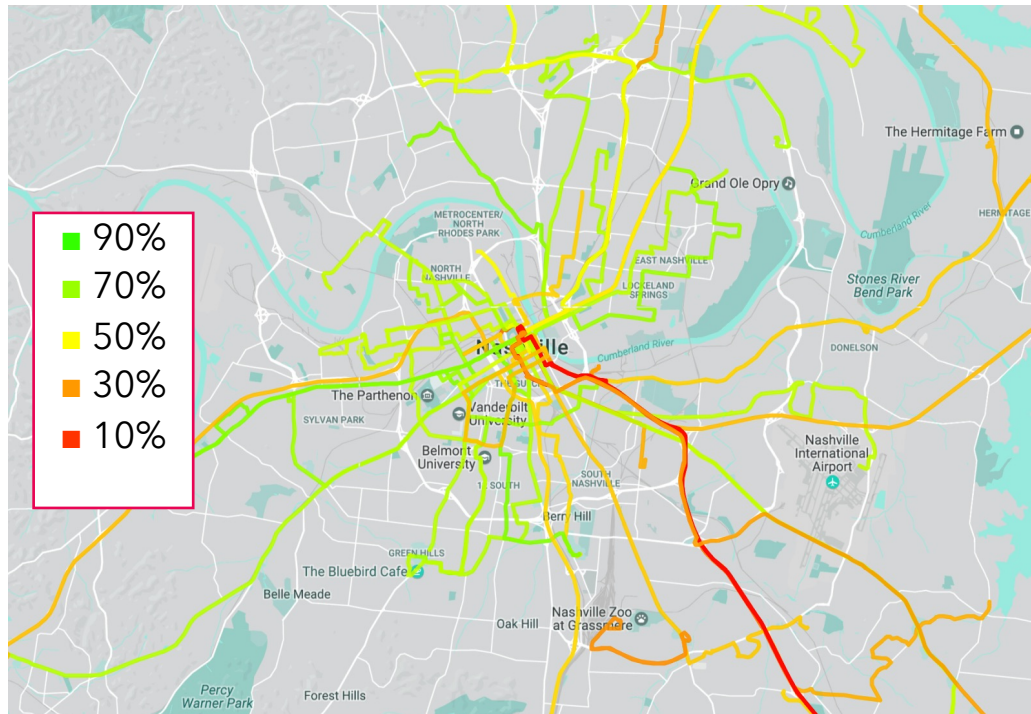 90%
70%
50%
30%
10%
The Hermitage Farm
Grand Ole Opry
HERMITAGE
METROCENTER/
NORTH
RHODES PARK
Cumberland River
NORTH
NASHVILLE
EAST NASHVILLE
LOCKELAND
SPRINGS
Stones River
Bend Park
Nashville
Cumberland River
DONELSON
THE GULCH
The Parthenon
Vanderbilt
University
SYLVAN PARK
Belmont
University
Nashville
International
Airport
12 SOUTH
SOUTH
NASHVILLE
Berry Hill
GREEN HILLS
The Bluebird Cafe
Belle Meade
Nashville Zoo
at Grassmere
Oak Hill
Percy
Warner Park
Forest Hills